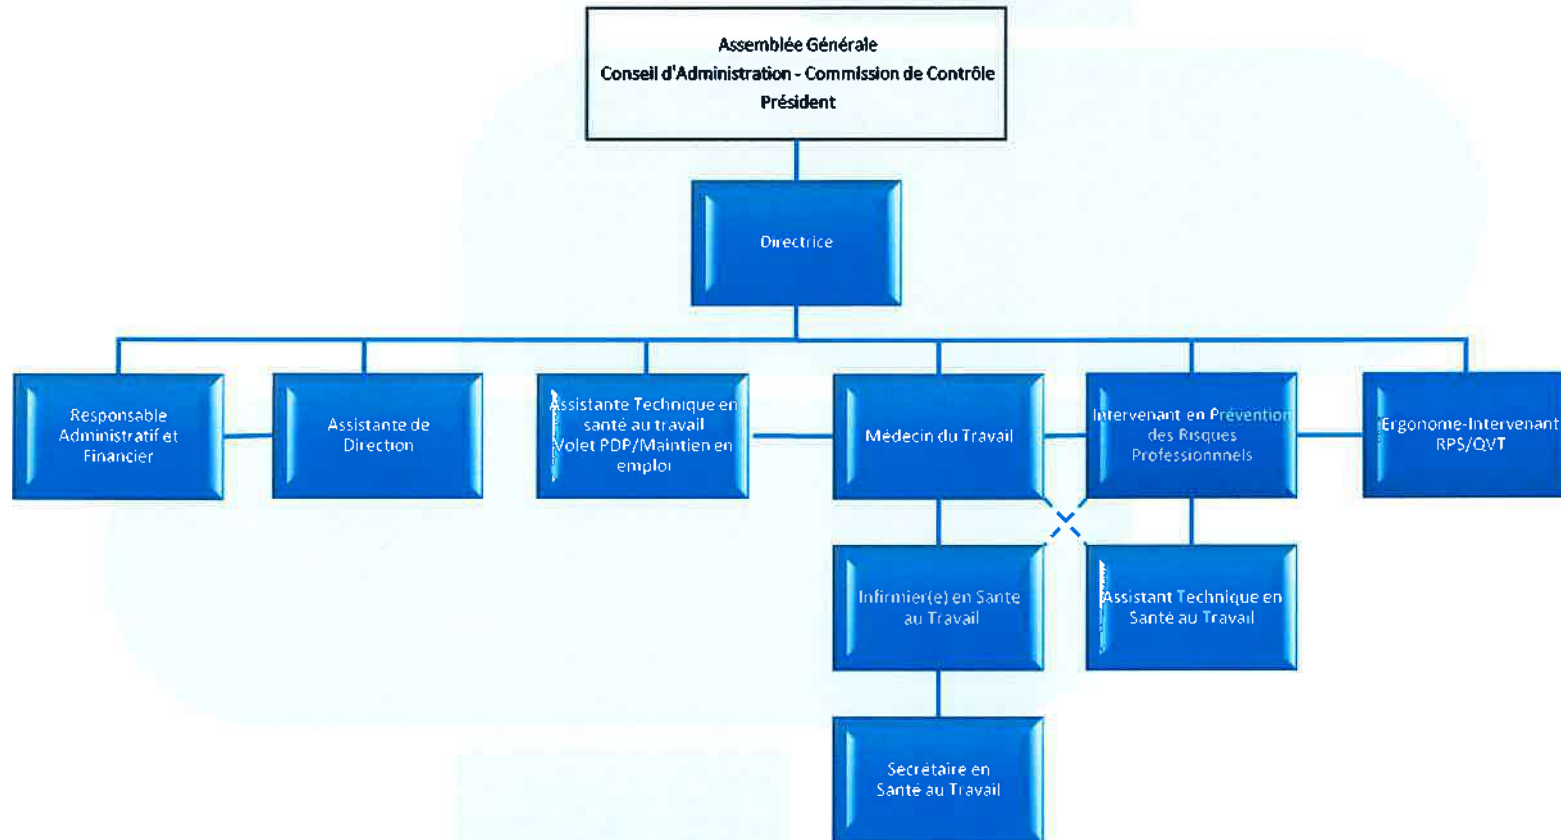 Assemblée Générale
Conseil d'Administration - Commission de Contrôle
Président
Directrice
Responsable
Administratif et
Financier
Assistante de
Direction
Assistante Technique en
santé au travail
Volet PDP/Maintien en
emploi
Médecin du Travail
Intervenant en Prévention
des Risques
Professionnnels
Ergonome-Intervenant
RPS/QVT
Infirmier(e) en Santé
au Travail
Assistant Technique en
Santé au Travail
Secrétaire en
Santé au Travail